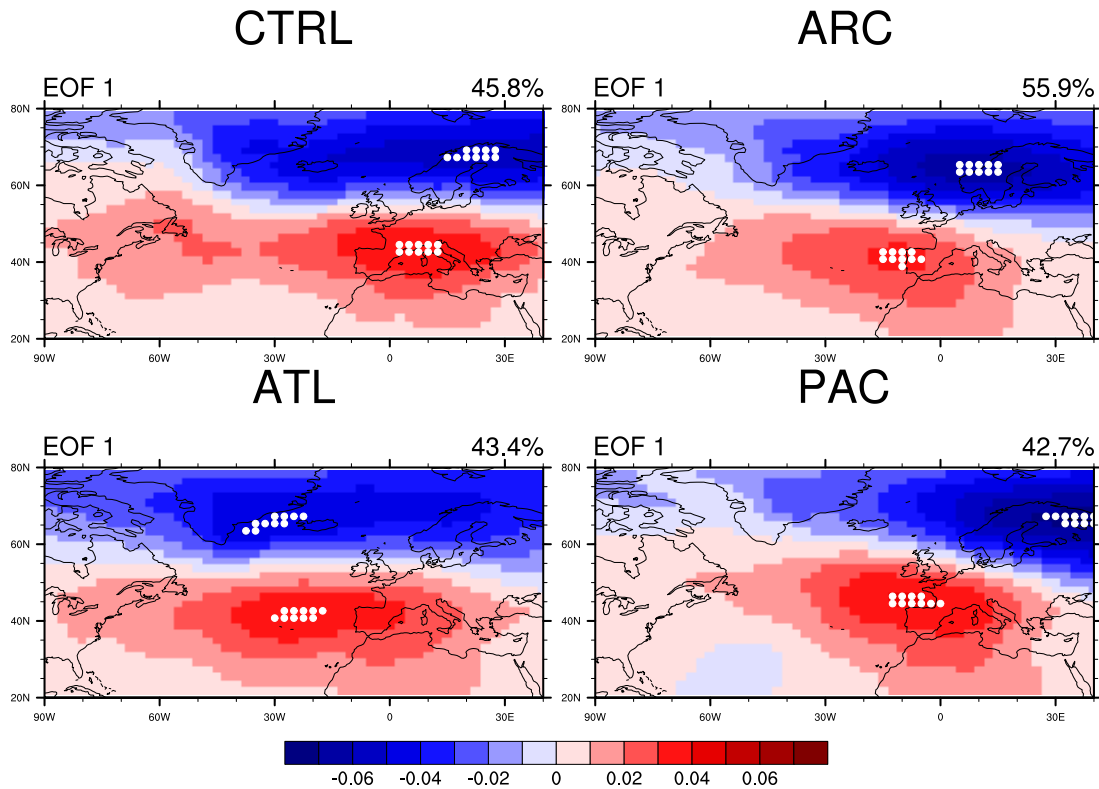 CTRL ARC
EOF 1 45.8% EOF 1 55.9%
80N 80N
60N 60N
40N 40N
20N 20N
90W 60W 30W 0 30E 90W 60W 30W 0 30E
ATL PAC
EOF 1 43.4% EOF 1 42.7%
80N 80N
60N 60N
40N 40N
20N 20N
90W 60W 30W 0 30E 90W 60W 30W 0 30E
-0.06 -0.04 -0.02 0 0.02 0.04 0.06